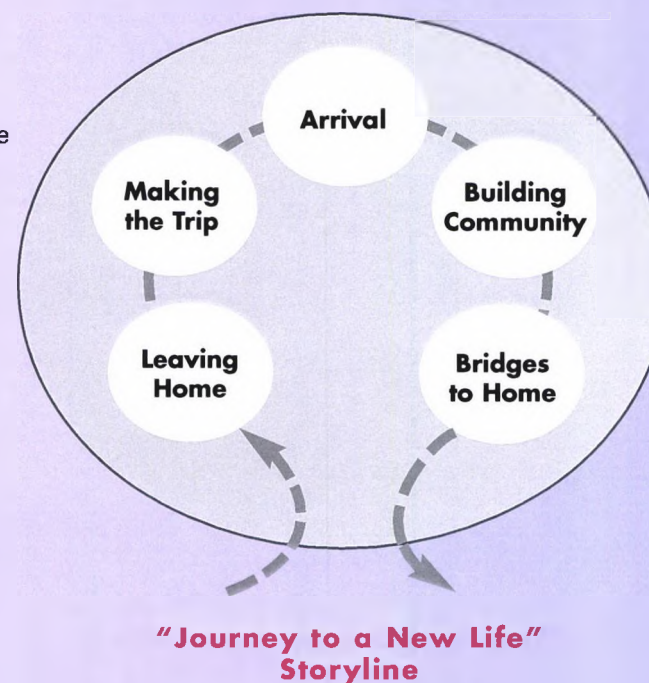 Arrival
e
Making
the Trip
Building
Community
Leaving
Home
Bridges
to Home
"Journey to a New Life"
Storyline